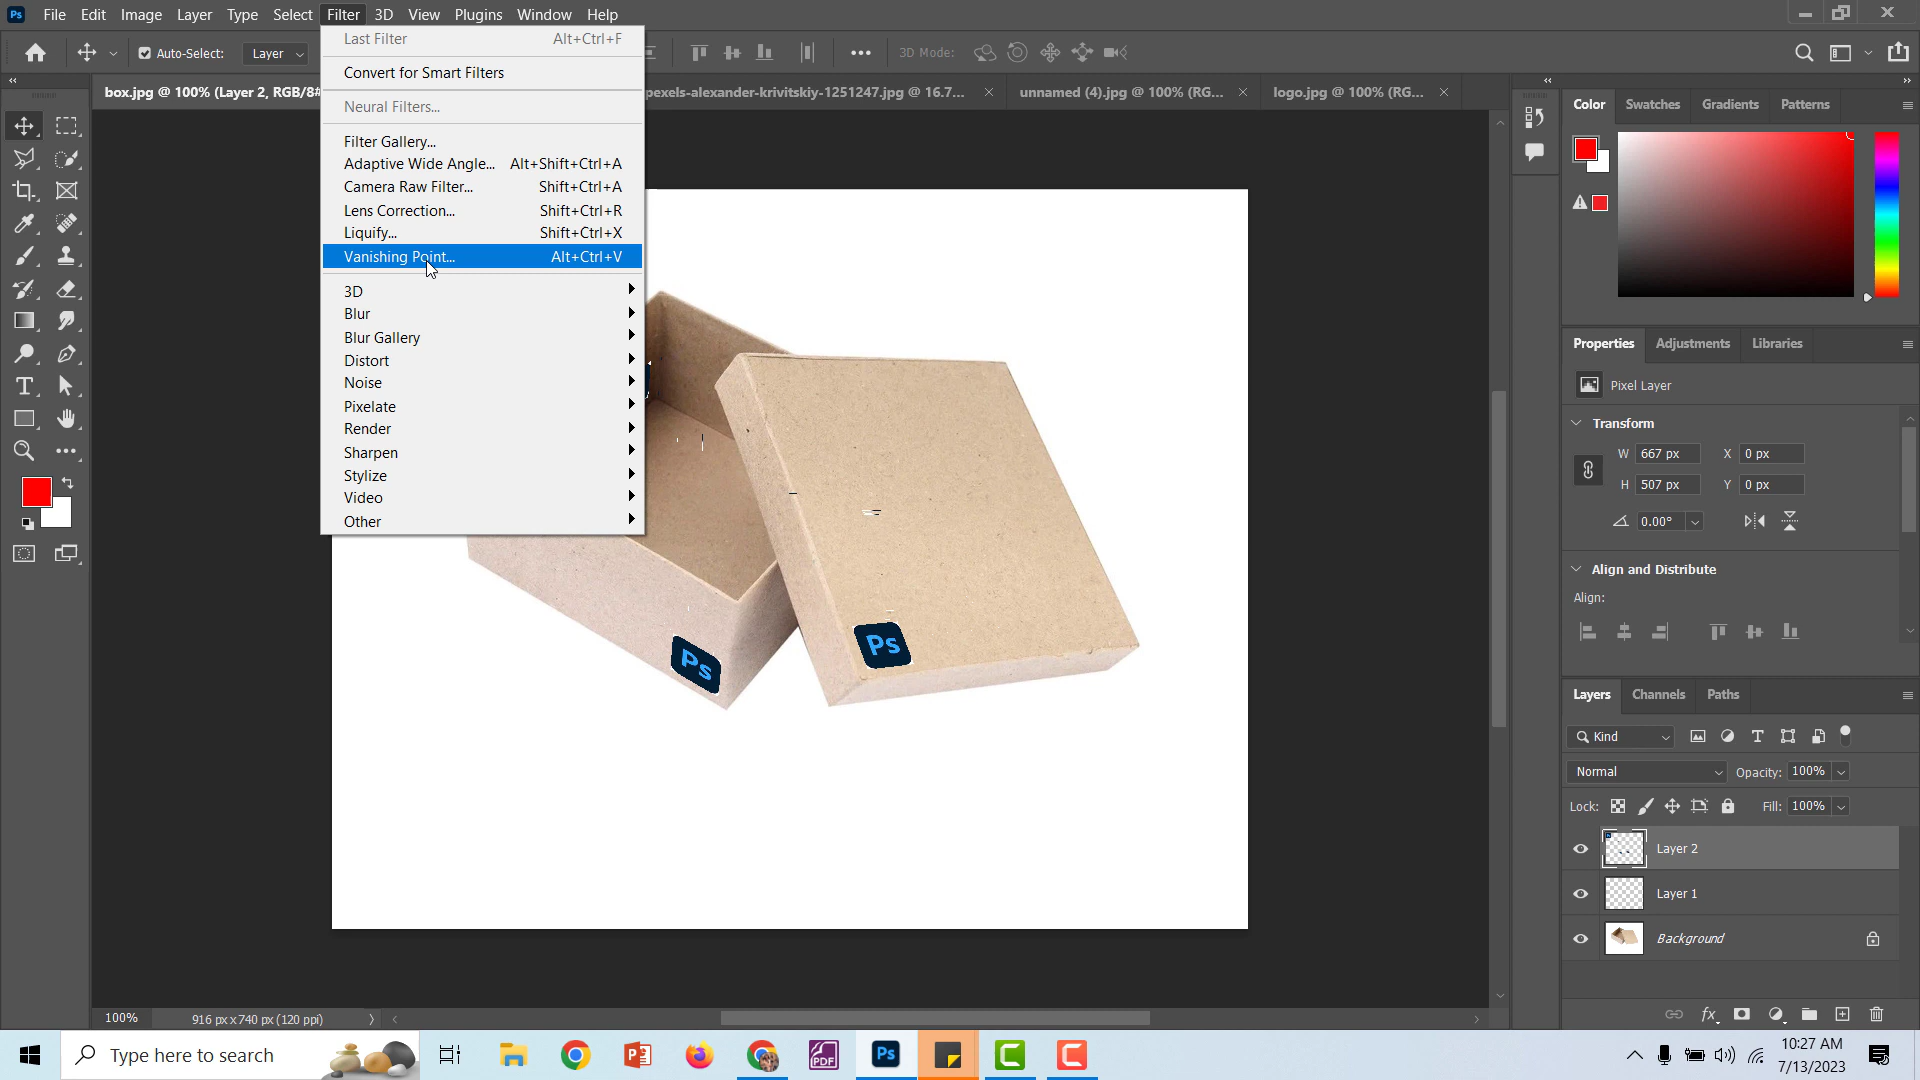 Ps File Edit Image Layer Type Select Filter 3D View Plugins Window Help
Auto-Select: Layer 3D Mode:
box.jpg @ 100% (Layer 2, RGB/8# pexels-alexander-krivitskiy-1251247.jpg @ 16.7... unnamed (4).jpg @ 100% (RG... logo.jpg @ 100% (RG...
Last Filter Alt+Ctrl+F
Convert for Smart Filters
Neural Filters...
Filter Gallery...
Adaptive Wide Angle... Alt+Shift+Ctrl+A
Camera Raw Filter... Shift+Ctrl+A
Lens Correction... Shift+Ctrl+R
Liquify... Shift+Ctrl+X
Vanishing Point... Alt+Ctrl+V
3D
Blur
Blur Gallery
Distort
Noise
Pixelate
Render
Sharpen
Stylize
Video
Other
Ps
Ps
Color Swatches Gradients Patterns
Properties Adjustments Libraries
Pixel Layer
Transform
W 667 px X 0 px
H 507 px Y 0 px
0.00°
Align and Distribute
Align:
Layers Channels Paths
Kind
Normal Opacity: 100%
Lock: Fill: 100%
Layer 2
Layer 1
Background
100% 916 px x 740 px (120 ppi)
Type here to search
PDF
Ps
10:27 AM
7/13/2023